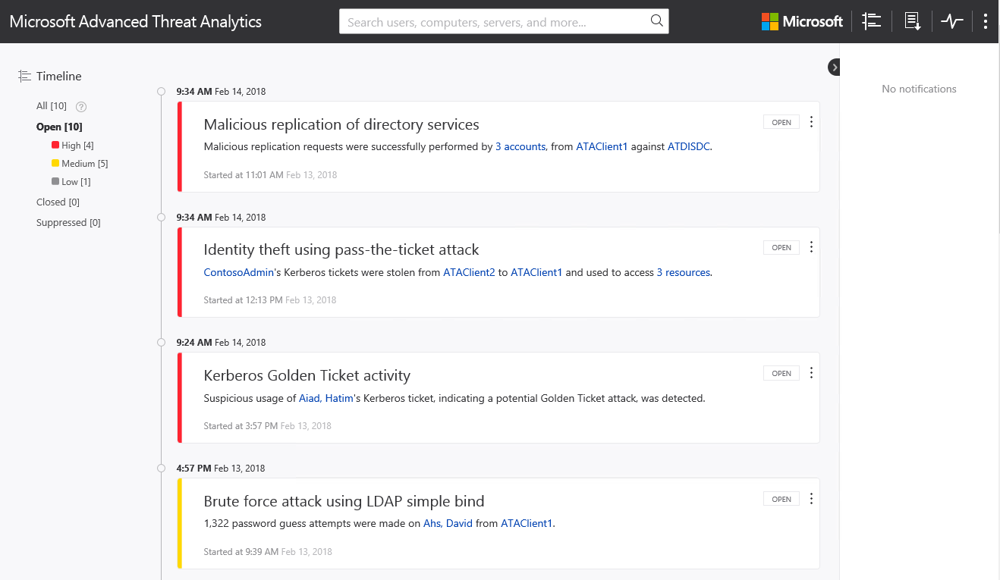 Microsoft Advanced Threat Analytics
Search users, computers, servers, and more...
Microsoft
Timeline
All [10] ?
Open [10]
High [4]
Medium [5]
Low [1]
Closed [0]
Suppressed [0]
9:34 AM Feb 14, 2018
Malicious replication of directory services
OPEN
Malicious replication requests were successfully performed by 3 accounts, from ATAClient1 against ATDISDC.
Started at 11:01 AM Feb 13, 2018
9:34 AM Feb 14, 2018
Identity theft using pass-the-ticket attack
OPEN
ContosoAdmin's Kerberos tickets were stolen from ATAClient2 to ATAClient1 and used to access 3 resources.
Started at 12:13 PM Feb 13, 2018
9:24 AM Feb 14, 2018
Kerberos Golden Ticket activity
OPEN
Suspicious usage of Aiad, Hatim's Kerberos ticket, indicating a potential Golden Ticket attack, was detected.
Started at 3:57 PM Feb 13, 2018
4:57 PM Feb 13, 2018
Brute force attack using LDAP simple bind
OPEN
1,322 password guess attempts were made on Ahs, David from ATAClient1.
Started at 9:39 AM Feb 13, 2018
No notifications